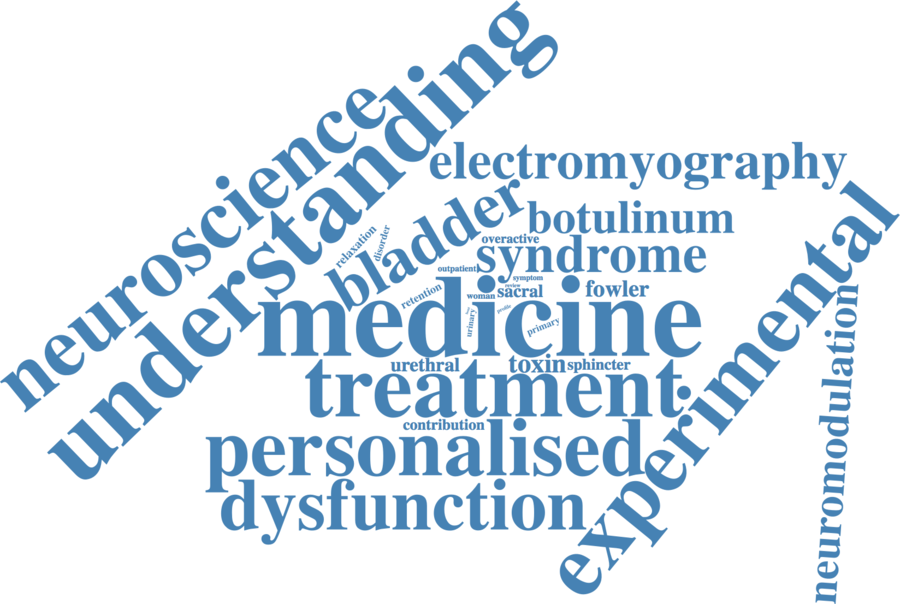 neuroscience
understanding
electromyography
bladder
botulinum
relaxation
disorder
overactive
syndrome
outpatient
symptom
experimental
retention
review
woman
sacral
fowler
medicine
urinary
profile
primary
neuromodulation
urethral
toxin
sphincter
treatment
contribution
personalised
dysfunction